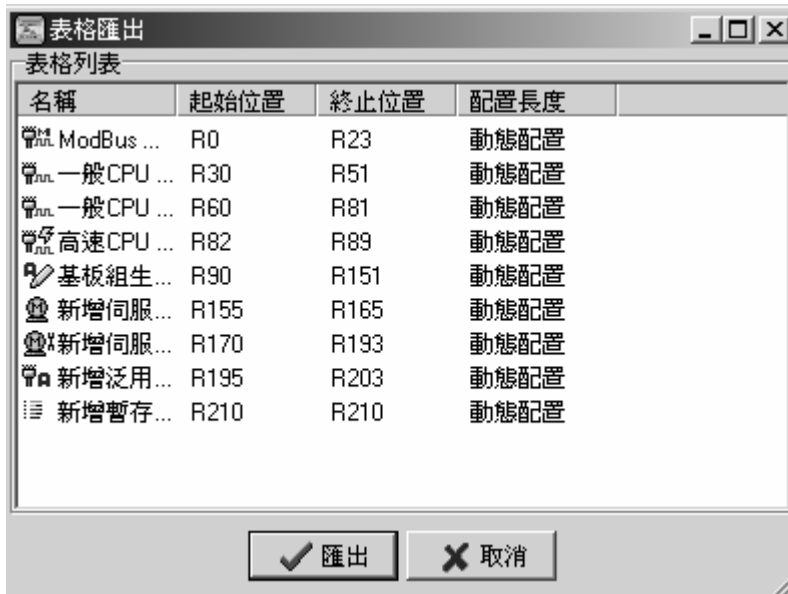 表格匯出
表格列表
名稱 起始位置 終止位置 配置長度
ModBus ... R0 R23 動態配置
一般CPU ... R30 R51 動態配置
一般CPU ... R60 R81 動態配置
高速CPU ... R82 R89 動態配置
基板組生... R90 R151 動態配置
新增伺服... R155 R165 動態配置
新增伺服... R170 R193 動態配置
新增泛用... R195 R203 動態配置
新增暫存... R210 R210 動態配置
匯出 取消